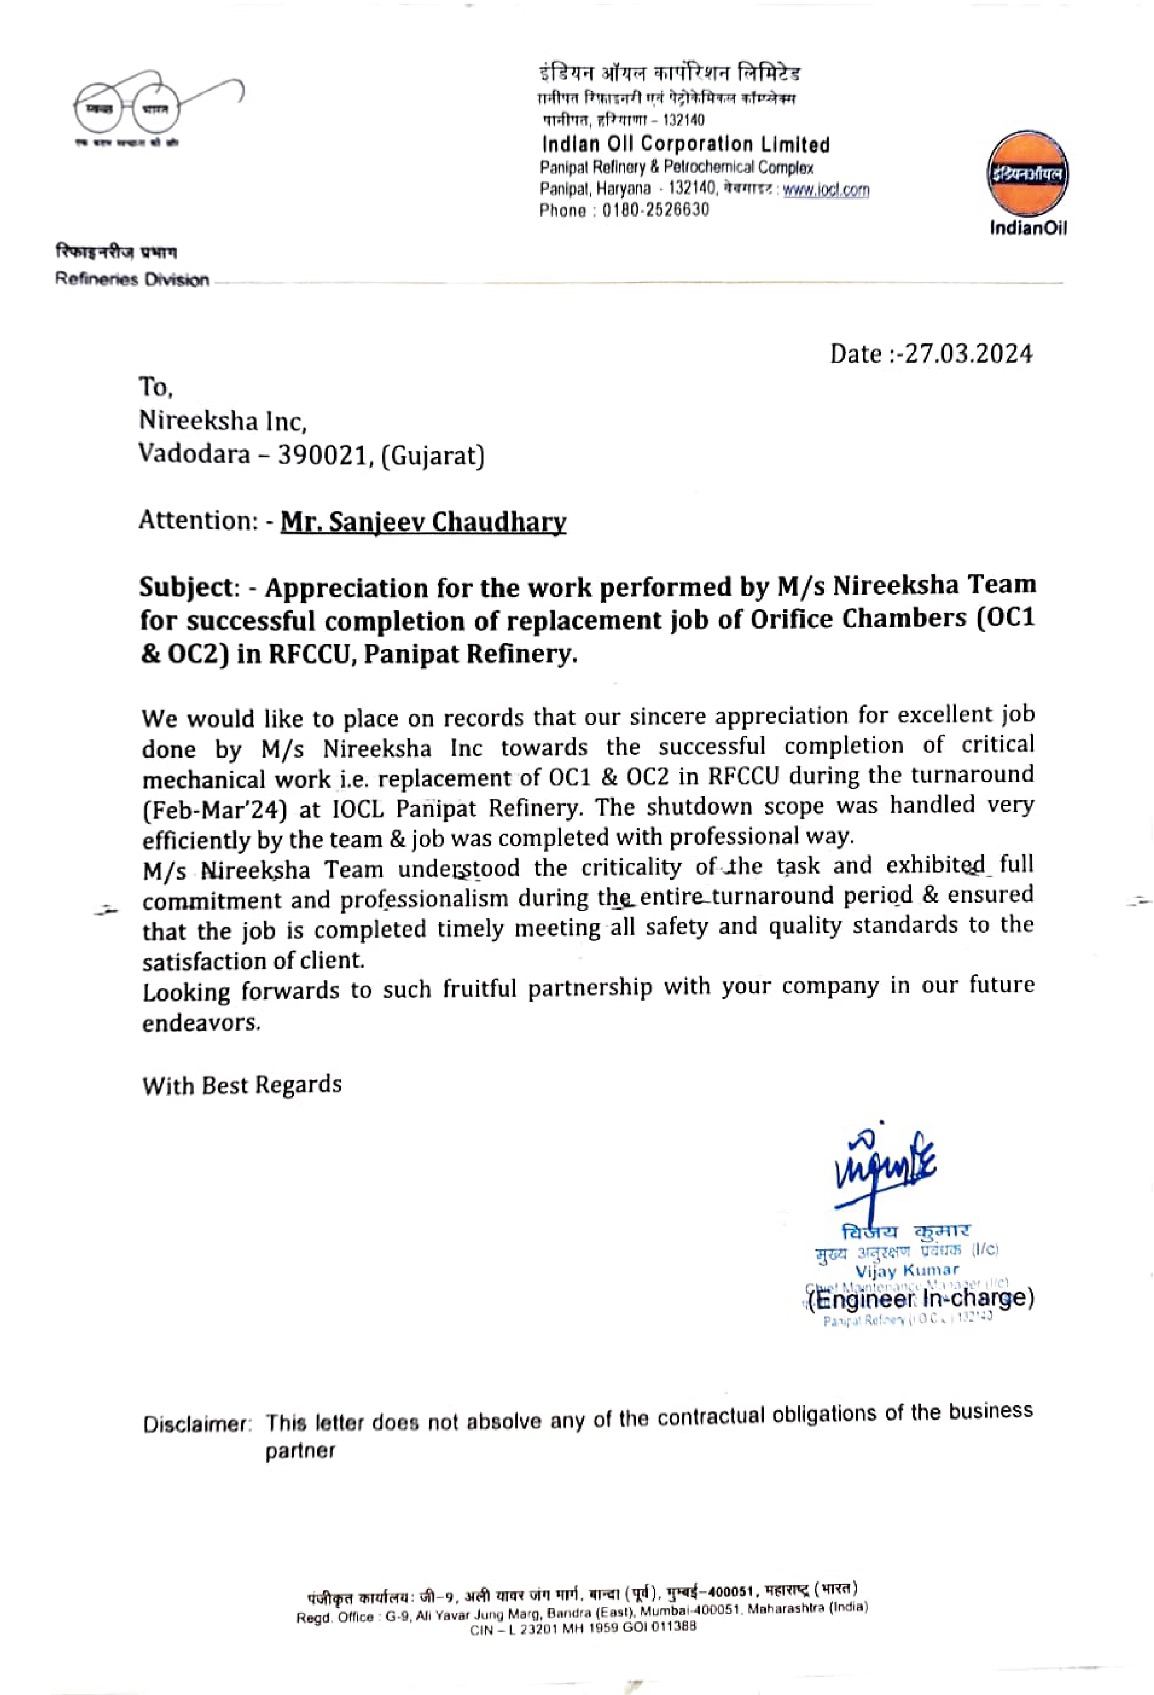 स्वच्छ भारत
एक कदम स्वच्छता की ओर
इंडियन ऑयल कार्पोरेशन लिमिटेड
पानीपत रिफाइनरी एवं पेट्रोकेमिकल कॉम्प्लेक्स
पानीपत, हरियाणा – 132140
Indian Oil Corporation Limited
Panipat Refinery & Petrochemical Complex
Panipat, Haryana - 132140, वेबसाइट : www.iocl.com
Phone : 0180-2526630
इंडियनऑयल
IndianOil
रिफाइनरीज प्रभाग
Refineries Division
Date :-27.03.2024
To,
Nireeksha Inc,
Vadodara – 390021, (Gujarat)
Attention: - Mr. Sanjeev Chaudhary
Subject: - Appreciation for the work performed by M/s Nireeksha Team
for successful completion of replacement job of Orifice Chambers (OC1
& OC2) in RFCCU, Panipat Refinery.
We would like to place on records that our sincere appreciation for excellent job
done by M/s Nireeksha Inc towards the successful completion of critical
mechanical work i.e. replacement of OC1 & OC2 in RFCCU during the turnaround
(Feb-Mar'24) at IOCL Panipat Refinery. The shutdown scope was handled very
efficiently by the team & job was completed with professional way.
M/s Nireeksha Team understood the criticality of the task and exhibited full
commitment and professionalism during the entire turnaround period & ensured
that the job is completed timely meeting all safety and quality standards to the
satisfaction of client.
Looking forwards to such fruitful partnership with your company in our future
endeavors.
With Best Regards
विजय कुमार
मुख्य अनुरक्षण प्रबंधक (I/c)
Vijay Kumar
Chief Maintenance Manager (I/c)
(Engineer In-charge)
Panipat Refinery (I.O.C.L.) 132140
Disclaimer: This letter does not absolve any of the contractual obligations of the business
partner
पंजीकृत कार्यालय: जी-9, अली यावर जंग मार्ग, बान्द्रा (पूर्व), मुम्बई-400051, महाराष्ट्र (भारत)
Regd. Office : G-9, Ali Yavar Jung Marg, Bandra (East), Mumbai-400051. Maharashtra (India)
CIN – L 23201 MH 1959 GOI 011388